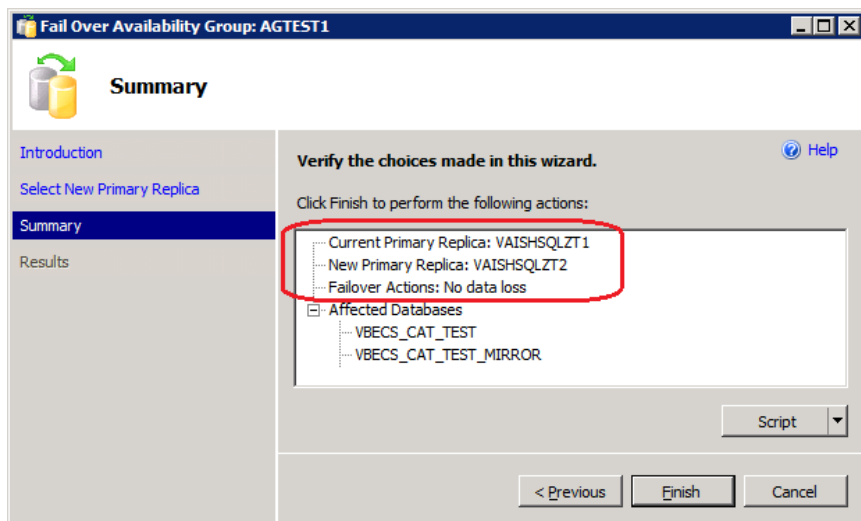 Fail Over Availability Group: AGTEST1
Summary
Introduction
Select New Primary Replica
Summary
Results
Help
Verify the choices made in this wizard.
Click Finish to perform the following actions:
Current Primary Replica: VAISHSQLZT1
New Primary Replica: VAISHSQLZT2
Failover Actions: No data loss
Affected Databases
VBECS_CAT_TEST
VBECS_CAT_TEST_MIRROR
Script
< Previous
Finish
Cancel